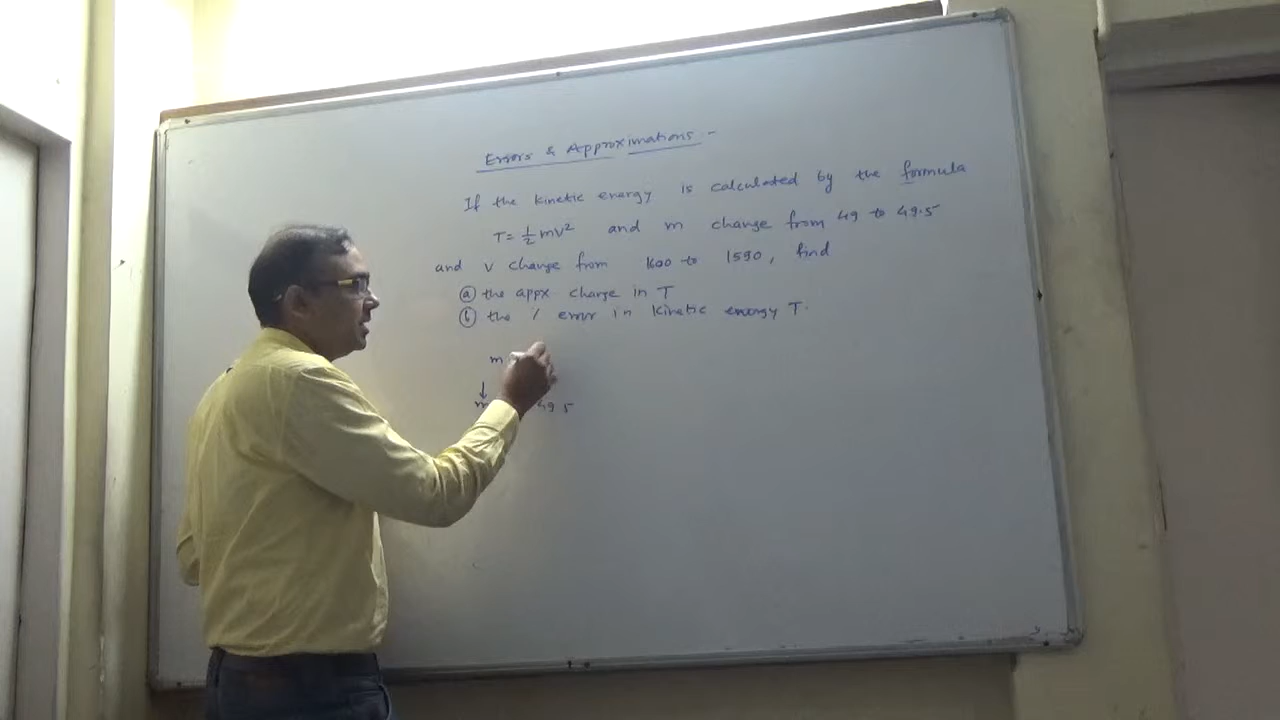 Errors & Approximations :-
If the kinetic energy is calculated by the formula
T = 1/2 mv² and m change from 49 to 49.5
and v change from 1600 to 1590, find
(a) the appx change in T
(b) the / error in kinetic energy T.
m
m 49.5